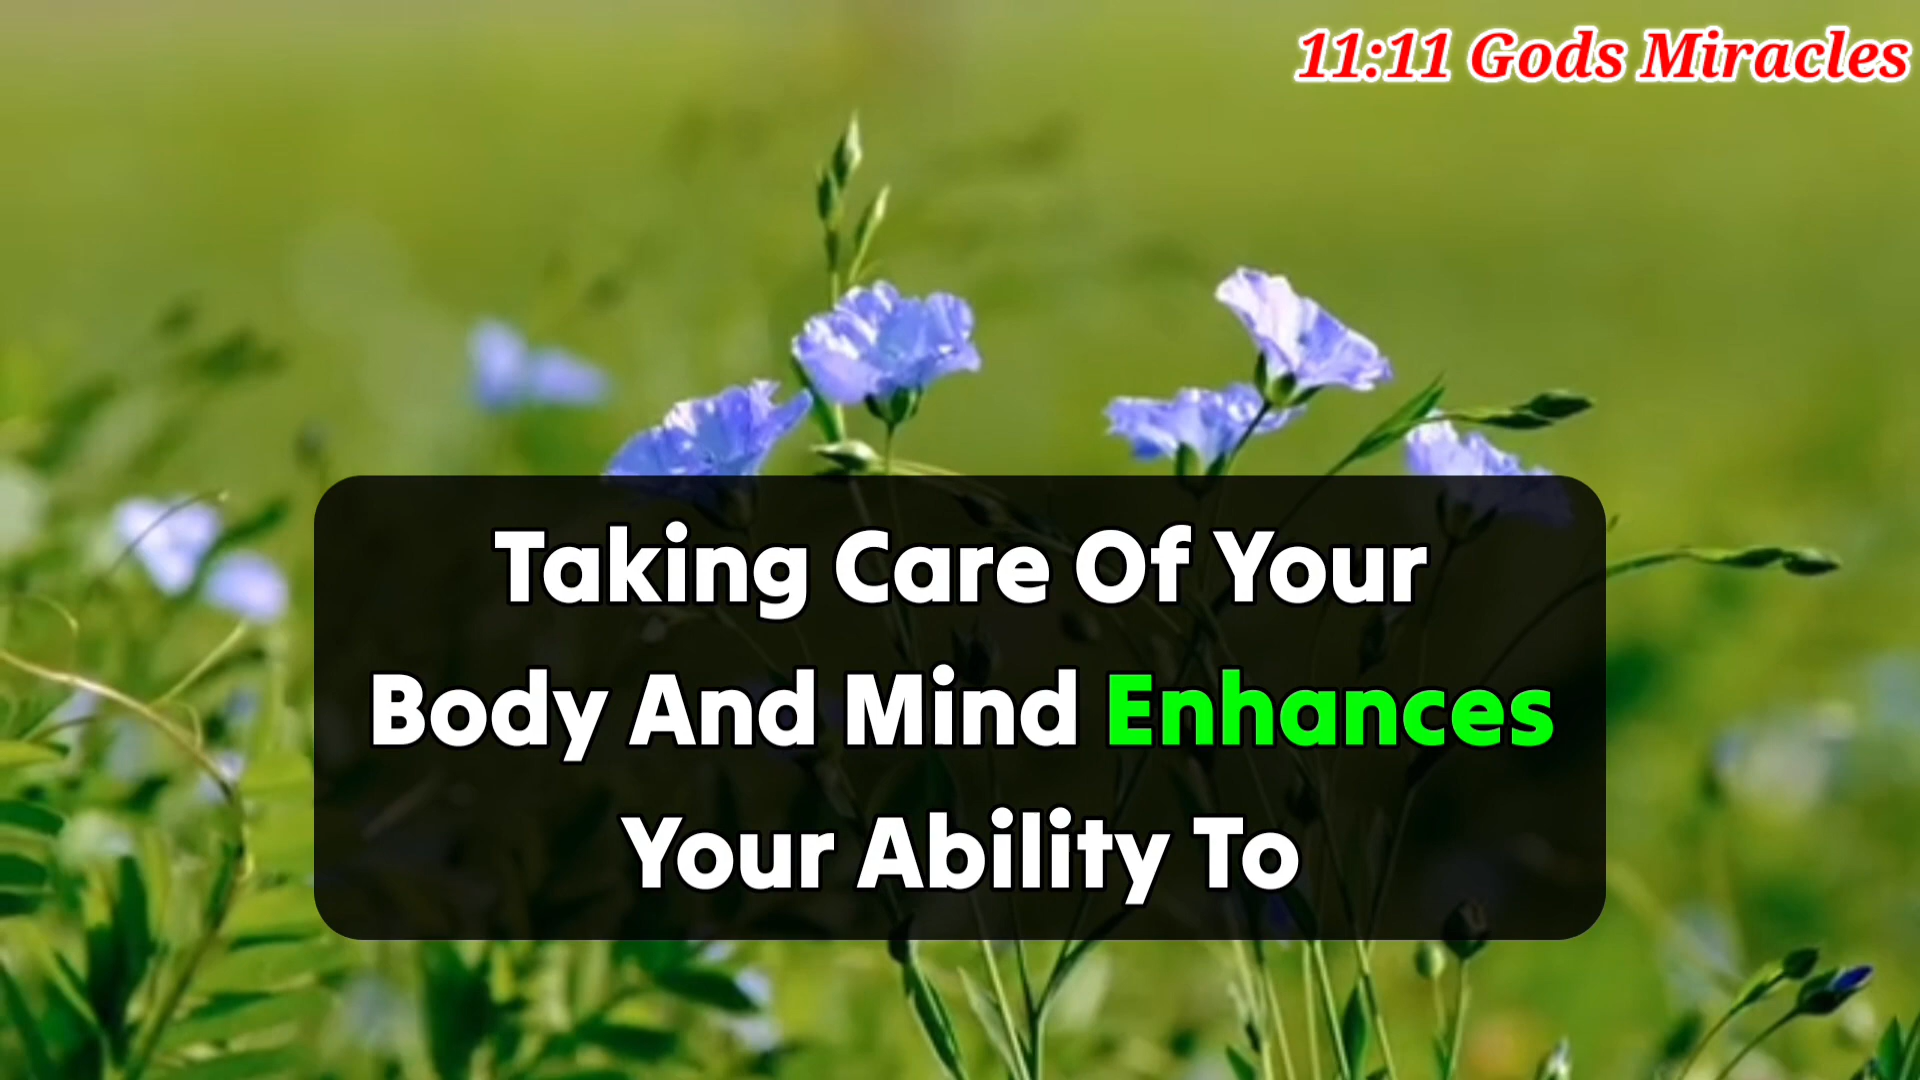 11:11 Gods Miracles
Taking Care Of Your
Body And Mind Enhances
Your Ability To